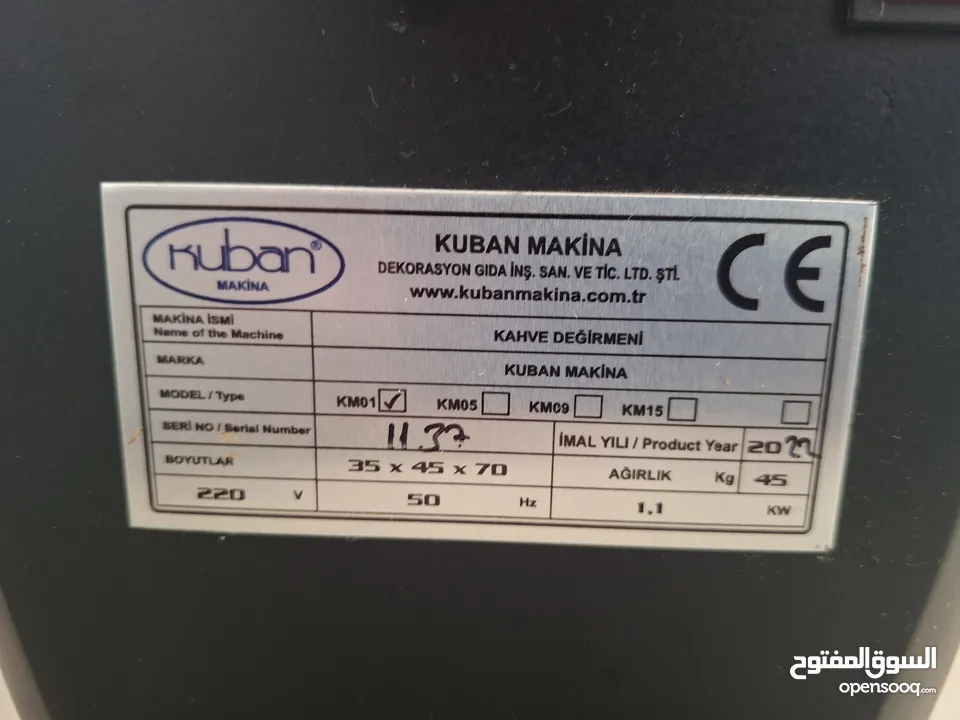 Kuban®
MAKİNA
KUBAN MAKİNA
DEKORASYON GIDA İNŞ. SAN. VE TİC. LTD. ŞTİ.
www.kubanmakina.com.tr
CE
MAKİNA İSMİ
Name of the Machine
KAHVE DEĞİRMENİ
MARKA
KUBAN MAKİNA
MODEL / Type
KM01 ✓ KM05 KM09 KM15
SERI NO / Serial Number
11.37
İMAL YILI / Product Year 2022
BOYUTLAR
35 x 45 x 70
AĞIRLIK Kg 45
220 V 50 Hz 1.1 KW
السوق المفتوح
opensooq.com